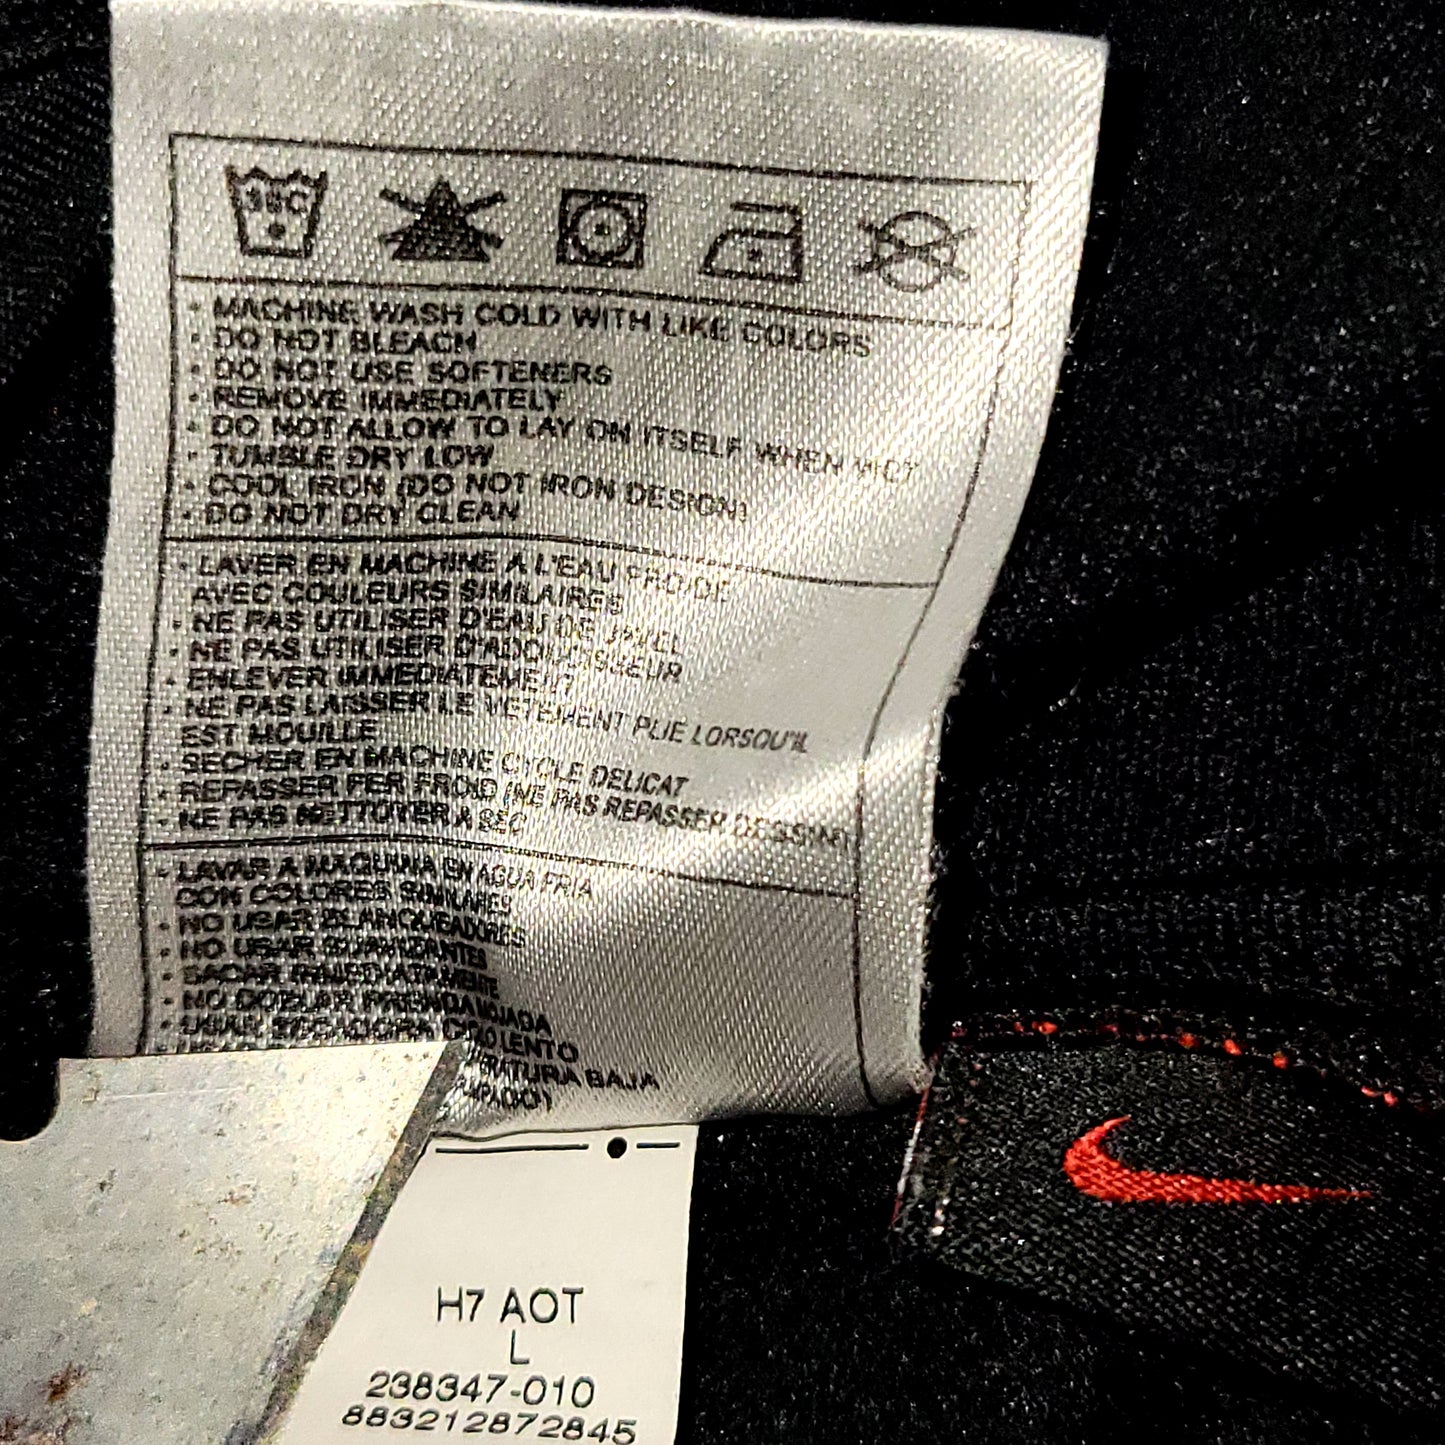 30C
• MACHINE WASH COLD WITH LIKE COLORS
• DO NOT BLEACH
• DO NOT USE SOFTENERS
• REMOVE IMMEDIATELY
• DO NOT ALLOW TO LAY ON ITSELF WHEN WET
• TUMBLE DRY LOW
• COOL IRON (DO NOT IRON DESIGN)
• DO NOT DRY CLEAN
• LAVER EN MACHINE A L'EAU FROIDE
AVEC COULEURS SIMILAIRES
• NE PAS UTILISER D'EAU DE JAVEL
• NE PAS UTILISER D'ADOUCISSEUR
• ENLEVER IMMEDIATEMENT
• NE PAS LAISSER LE VETEMENT PLIE LORSQU'IL
EST MOUILLE
• SECHER EN MACHINE CYCLE DELICAT
• REPASSER FER FROID (NE PAS REPASSER DESSIN)
• NE PAS NETTOYER A SEC
• LAVAR A MAQUINA EN AGUA FRIA
CON COLORES SIMILARES
• NO USAR BLANQUEADORES
• NO USAR SUAVIZANTES
• SACAR INMEDIATAMENTE
• NO DOBLAR PRENDA MOJADA
• USAR SECADORA CICLO LENTO
BAJA
H7 AOT
L
238347-010
883212872845